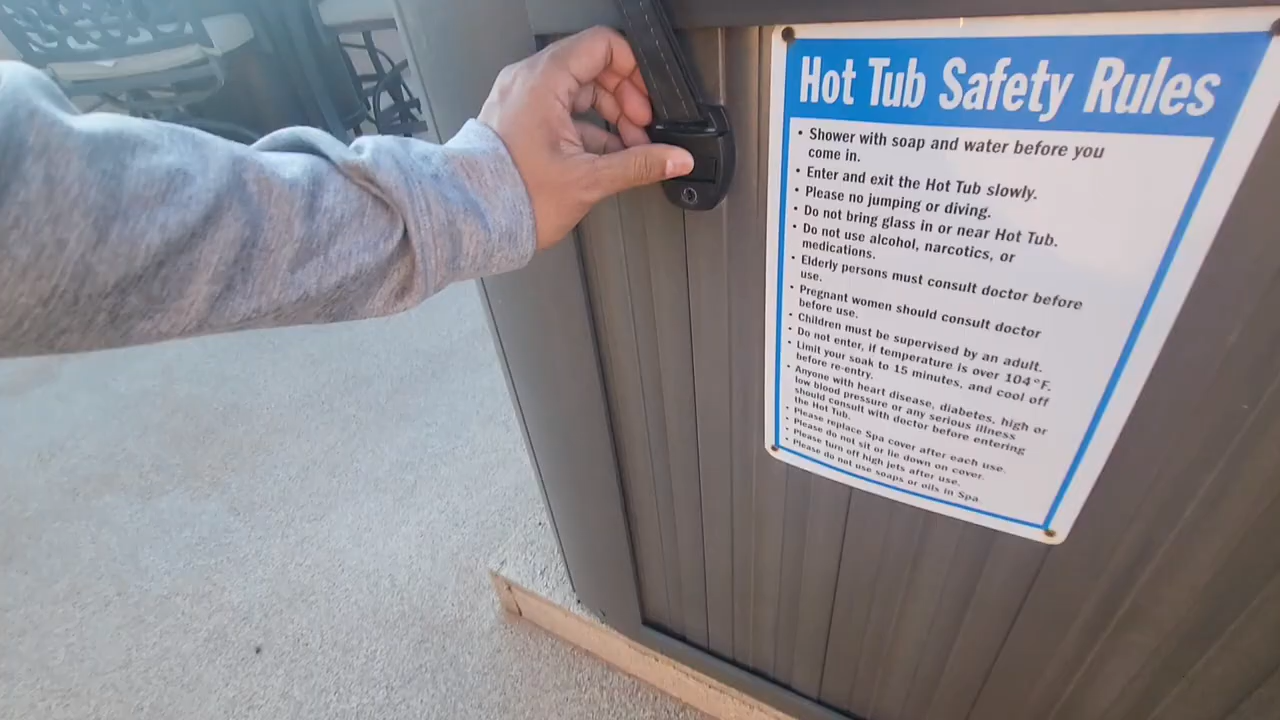 Hot Tub Safety Rules
• Shower with soap and water before you
come in.
• Enter and exit the Hot Tub slowly.
• Please no jumping or diving.
• Do not bring glass in or near Hot Tub.
• Do not use alcohol, narcotics, or
medications.
• Elderly persons must consult doctor before
use.
• Pregnant women should consult doctor
before use.
• Children must be supervised by an adult.
• Do not enter, if temperature is over 104°F.
• Limit your soak to 15 minutes, and cool off
before re-entry.
• Anyone with heart disease, diabetes, high or
low blood pressure or any serious illness
should consult with doctor before entering
the Hot Tub.
• Please replace Spa cover after each use.
• Please do not sit or lie down on cover.
• Please turn off high jets after use.
• Please do not use soaps or oils in Spa.